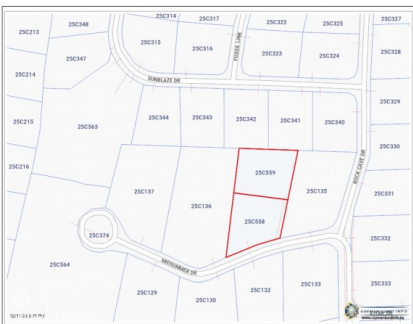 25C314
25C317
25C322
25C325
25C327
25C348
25C213
25C315
25C316
FOSSA LINK
25C323
25C324
25C328
25C347
25C214
SUNBLAZE DR
25C329
25C215
25C563
25C344
25C343
25C342
25C341
25C340
25C330
25C216
ROCK CAVE DR
25C559
25C137
25C136
25C135
25C331
25C558
25C374
25C332
MIDSUMMER DR
25C564
25C129
25C130
25C132
25C133
25C333